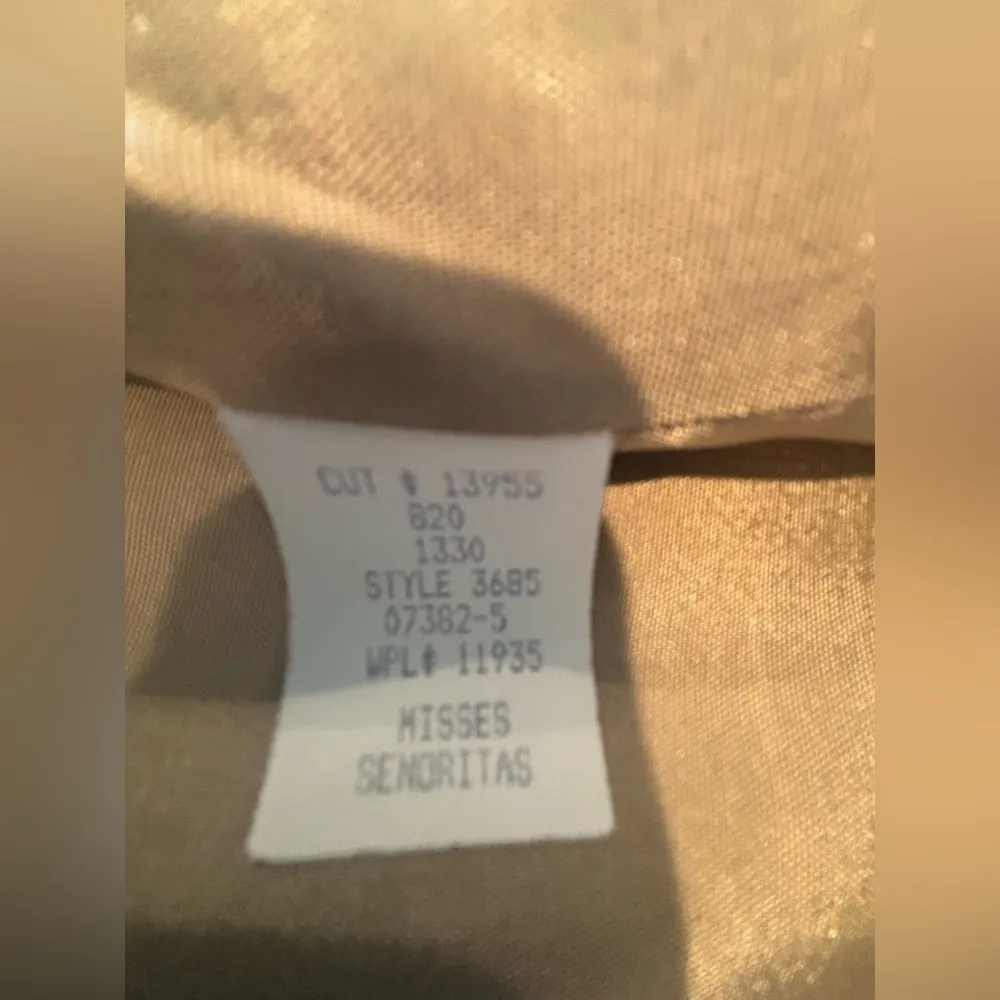 CUT # 13955
820
1330
STYLE 3685
07382-5
WPL# 11935
MISSES
SENORITAS